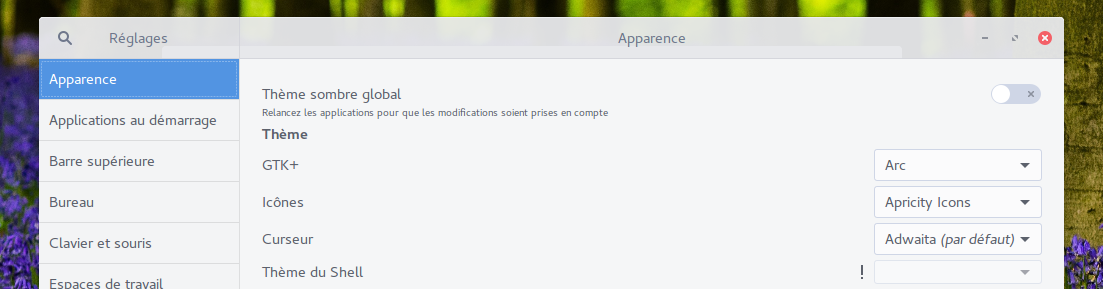 Réglages
Apparence
Apparence
Applications au démarrage
Barre supérieure
Bureau
Clavier et souris
Espaces de travail
Thème sombre global
Relancez les applications pour que les modifications soient prises en compte
Thème
GTK+ Arc
Icônes Apricity Icons
Curseur Adwaita (par défaut)
Thème du Shell !